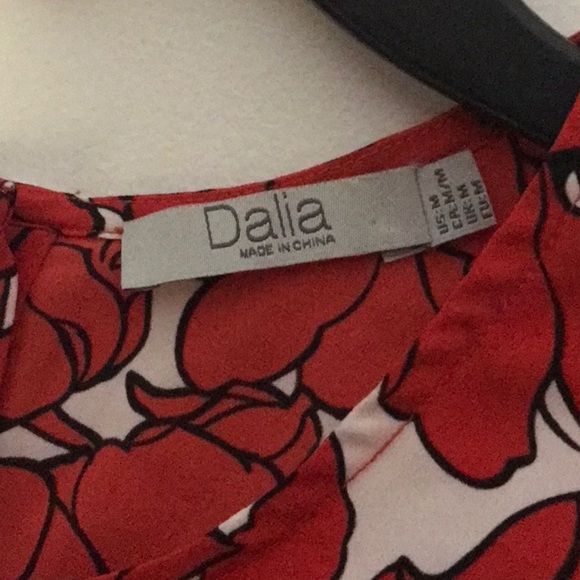 Dalia
MADE IN CHINA
US: M
CA: M/M
UK: M
EU: M